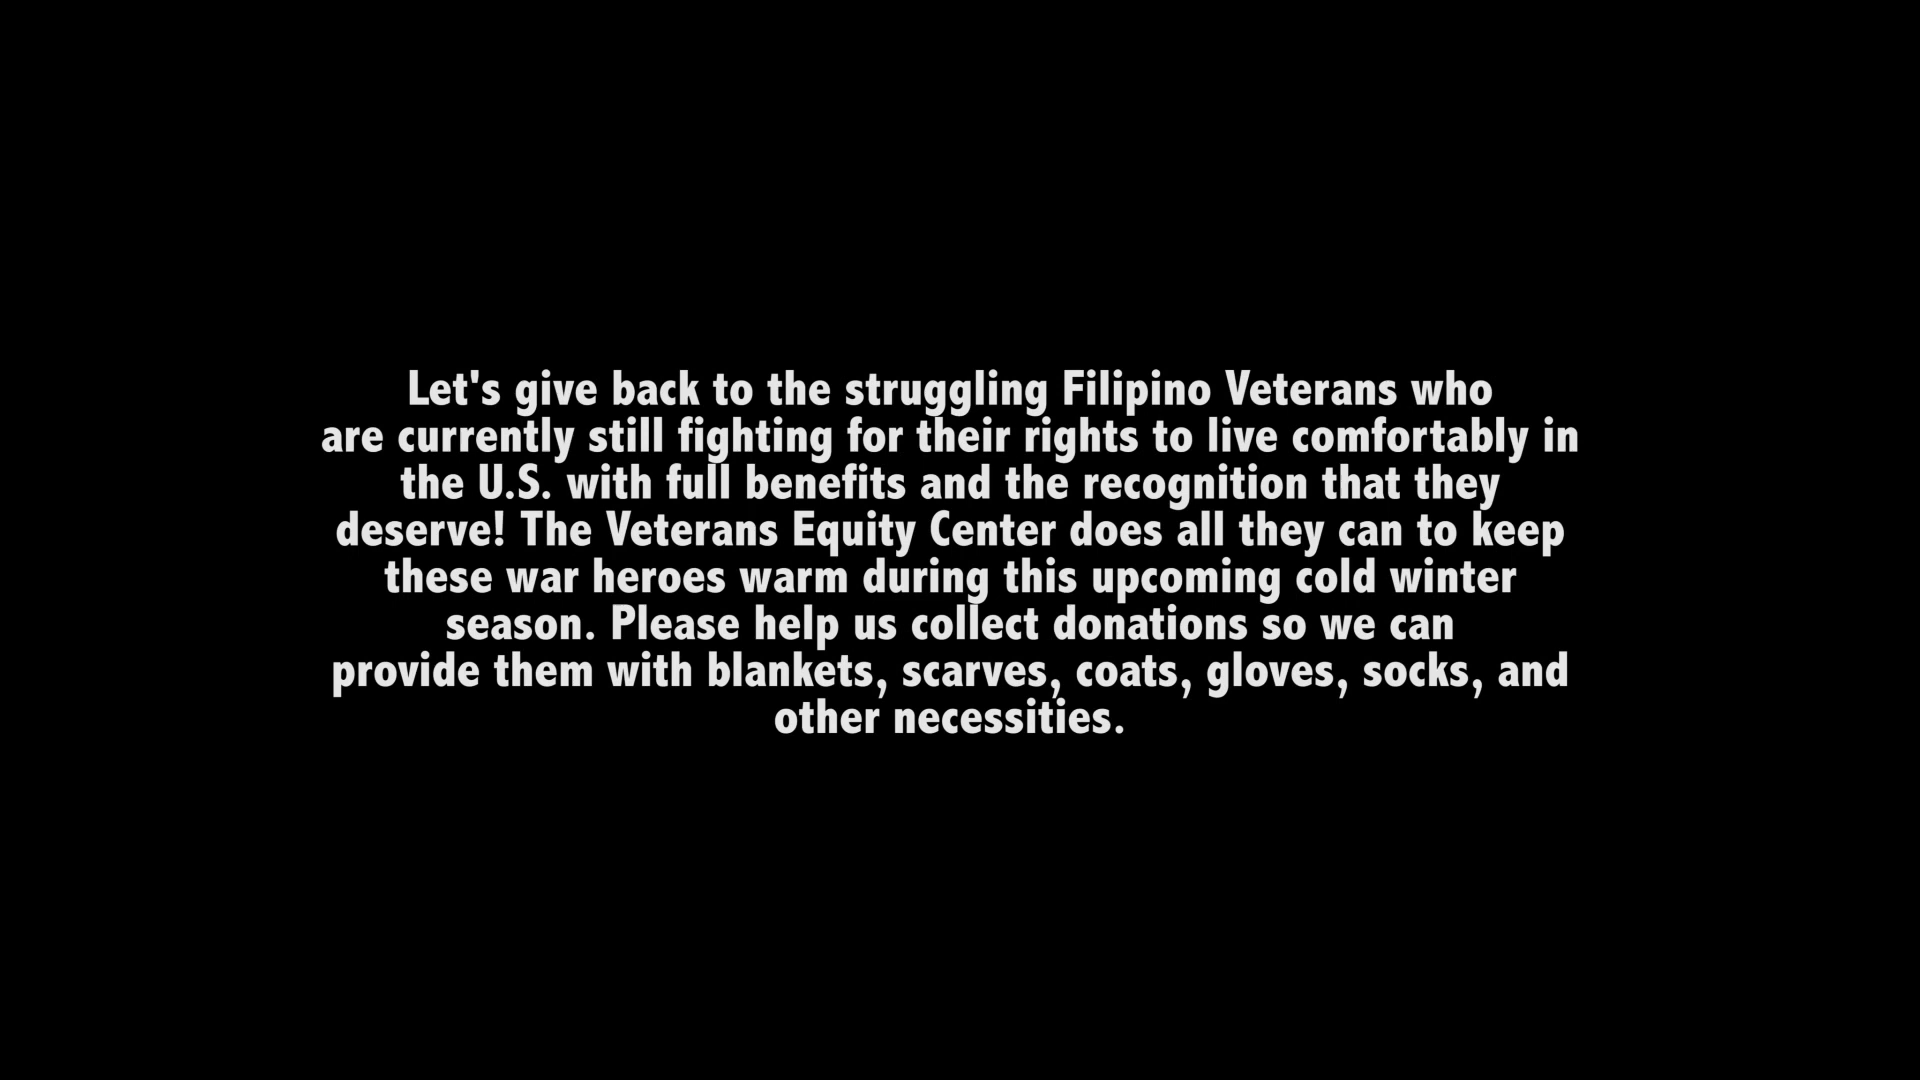 Let's give back to the struggling Filipino Veterans who
are currently still fighting for their rights to live comfortably in
the U.S. with full benefits and the recognition that they
deserve! The Veterans Equity Center does all they can to keep
these war heroes warm during this upcoming cold winter
season. Please help us collect donations so we can
provide them with blankets, scarves, coats, gloves, socks, and
other necessities.